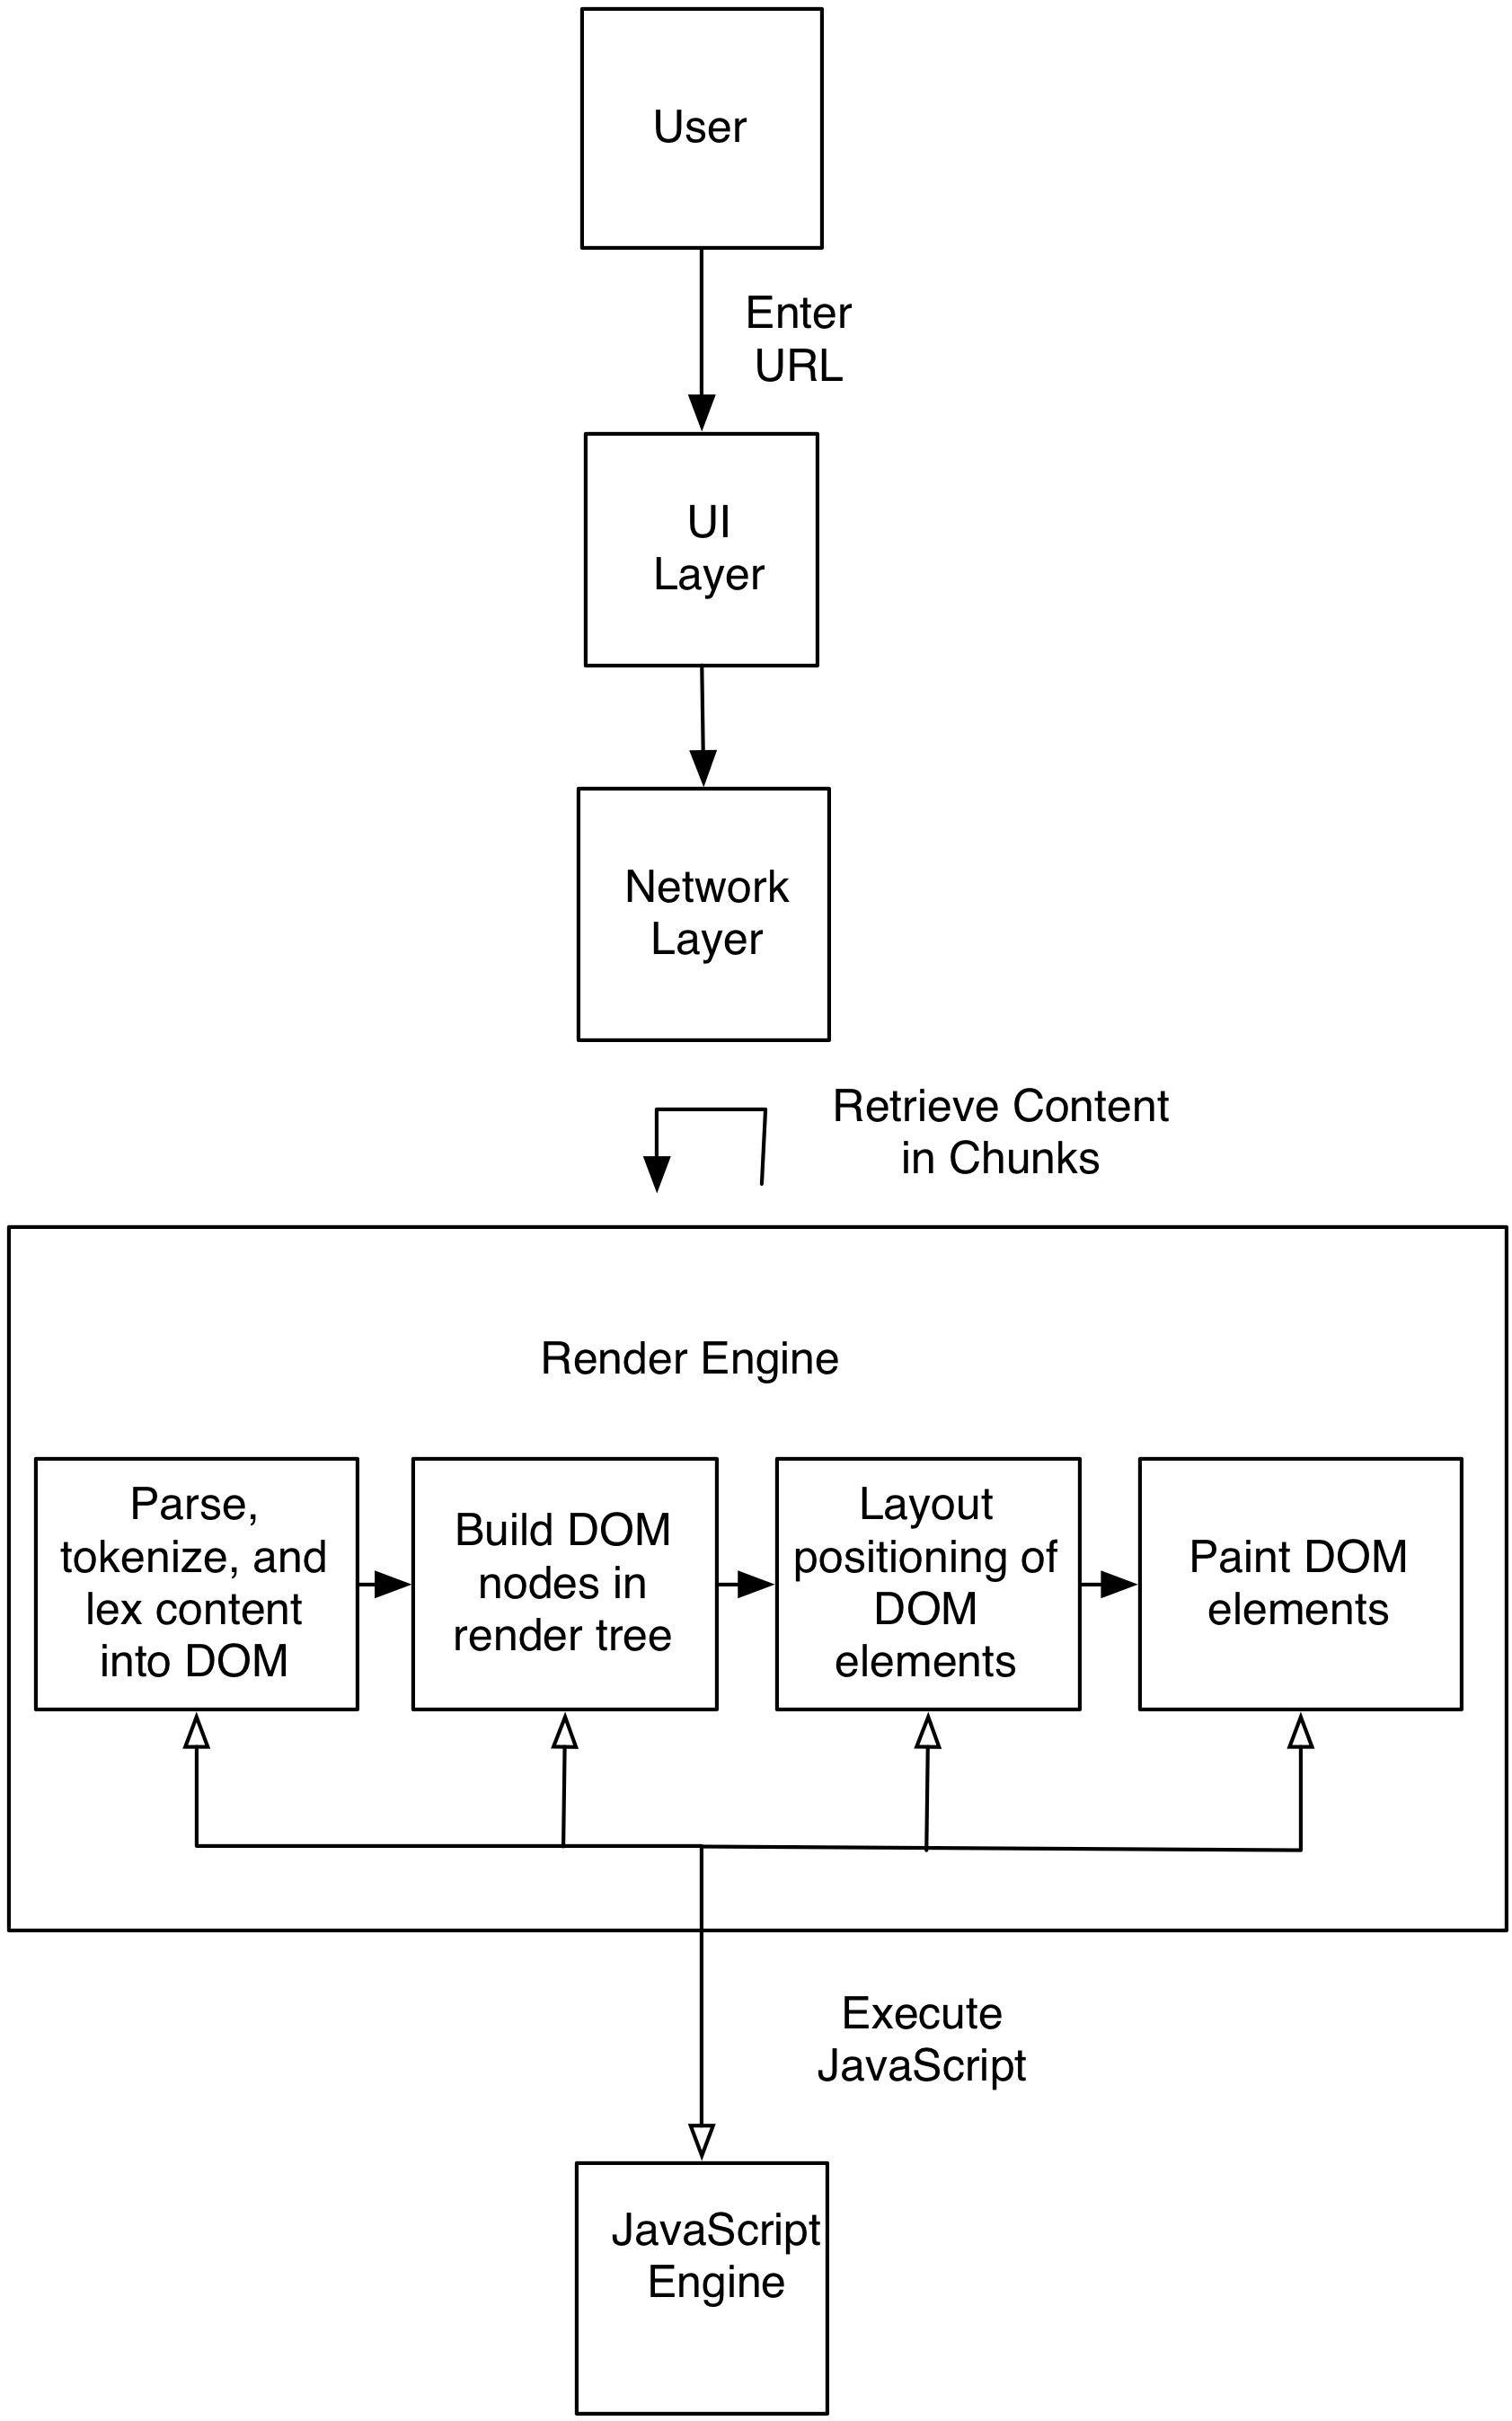 User
Enter
URL
UI
Layer
Network
Layer
Retrieve Content
in Chunks
Render Engine
Parse,
tokenize, and
lex content
into DOM
Build DOM
nodes in
render tree
Layout
positioning of
DOM
elements
Paint DOM
elements
Execute
JavaScript
JavaScript
Engine